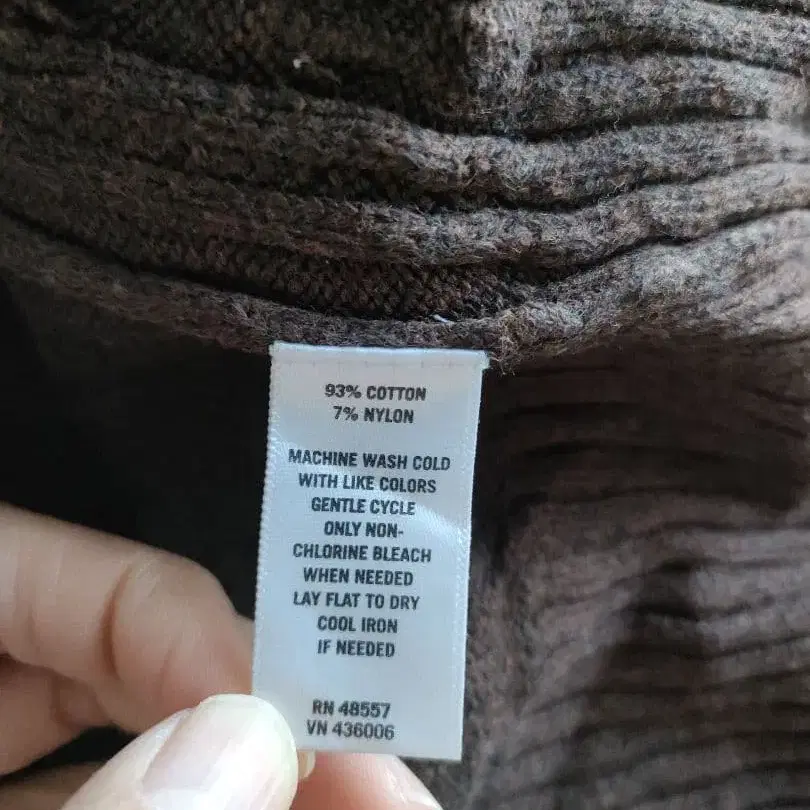 93% COTTON
7% NYLON
MACHINE WASH COLD
WITH LIKE COLORS
GENTLE CYCLE
ONLY NON-
CHLORINE BLEACH
WHEN NEEDED
LAY FLAT TO DRY
COOL IRON
IF NEEDED
RN 48557
VN 436006